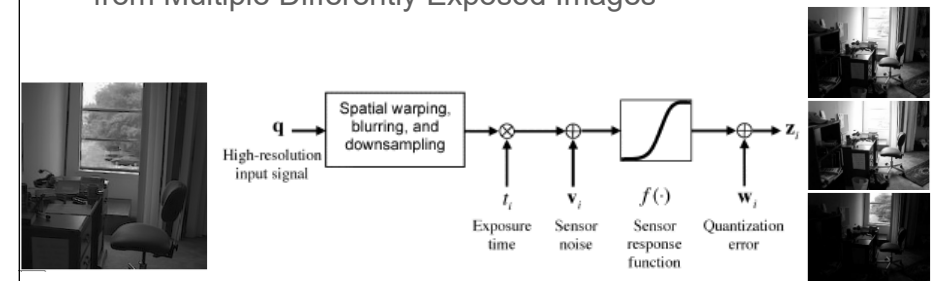 from Multiple Differently Exposed Images
Spatial warping,
blurring, and
downsampling
q
High-resolution
input signal
z_i
t_i
v_i
f(·)
w_i
Exposure
time
Sensor
noise
Sensor
response
function
Quantization
error